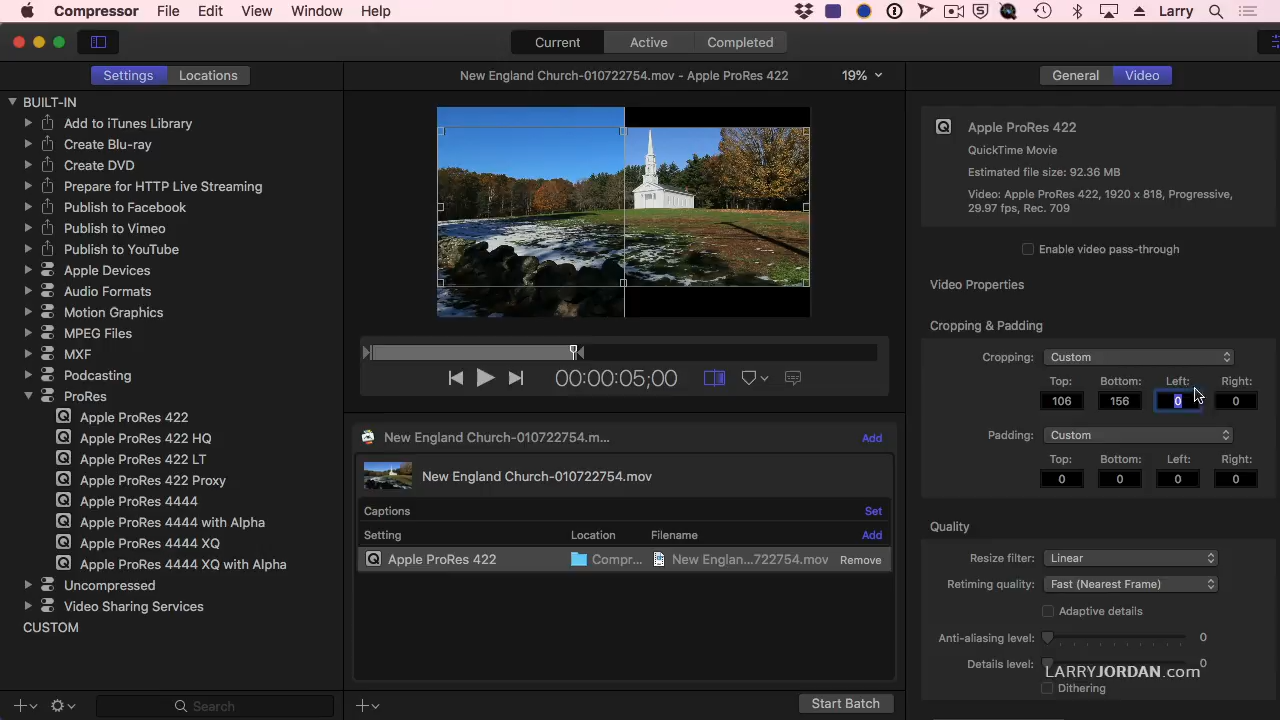 Compressor File Edit View Window Help Larry
Current Active Completed
Settings Locations
New England Church-010722754.mov - Apple ProRes 422 19%
General Video
BUILT-IN
Add to iTunes Library
Create Blu-ray
Create DVD
Prepare for HTTP Live Streaming
Publish to Facebook
Publish to Vimeo
Publish to YouTube
Apple Devices
Audio Formats
Motion Graphics
MPEG Files
MXF
Podcasting
ProRes
Apple ProRes 422
Apple ProRes 422 HQ
Apple ProRes 422 LT
Apple ProRes 422 Proxy
Apple ProRes 4444
Apple ProRes 4444 with Alpha
Apple ProRes 4444 XQ
Apple ProRes 4444 XQ with Alpha
Uncompressed
Video Sharing Services
CUSTOM
Search
00:00:05;00
New England Church-010722754.m... Add
New England Church-010722754.mov
Captions Set
Setting Location Filename Add
Apple ProRes 422 Compr... New Englan...722754.mov Remove
Start Batch
Apple ProRes 422
QuickTime Movie
Estimated file size: 92.36 MB
Video: Apple ProRes 422, 1920 x 818, Progressive,
29.97 fps, Rec. 709
Enable video pass-through
Video Properties
Cropping & Padding
Cropping: Custom
Top: Bottom: Left: Right:
106 156 0 0
Padding: Custom
Top: Bottom: Left: Right:
0 0 0 0
Quality
Resize filter: Linear
Retiming quality: Fast (Nearest Frame)
Adaptive details
Anti-aliasing level: 0
Details level: 0
LARRYJORDAN.com
Dithering